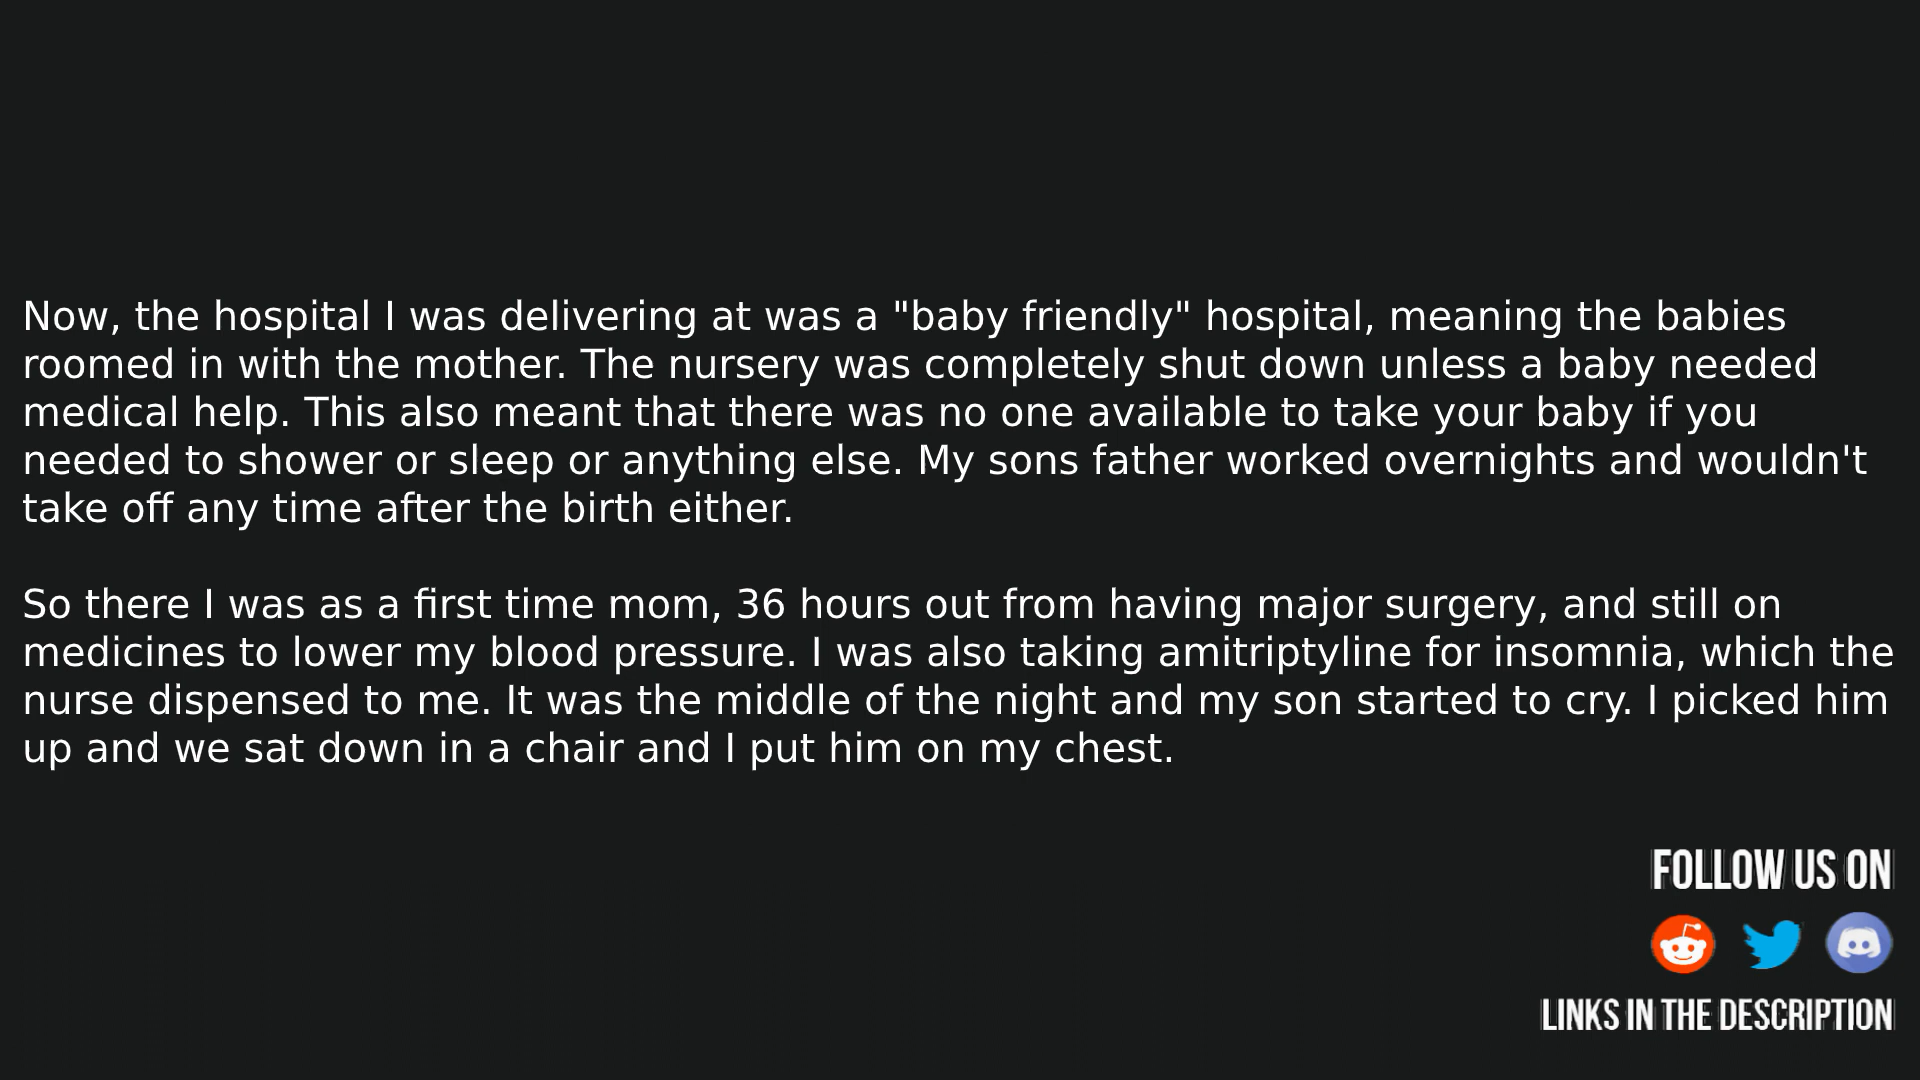 Now, the hospital I was delivering at was a "baby friendly" hospital, meaning the babies
roomed in with the mother. The nursery was completely shut down unless a baby needed
medical help. This also meant that there was no one available to take your baby if you
needed to shower or sleep or anything else. My sons father worked overnights and wouldn't
take off any time after the birth either.
So there I was as a first time mom, 36 hours out from having major surgery, and still on
medicines to lower my blood pressure. I was also taking amitriptyline for insomnia, which the
nurse dispensed to me. It was the middle of the night and my son started to cry. I picked him
up and we sat down in a chair and I put him on my chest.
FOLLOW US ON
LINKS IN THE DESCRIPTION